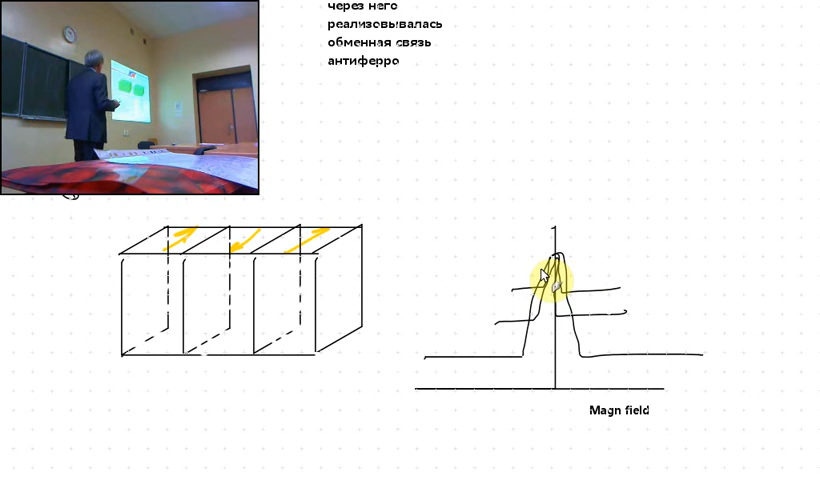 через него
реализовывалась
обменная связь
антиферро
Magn field